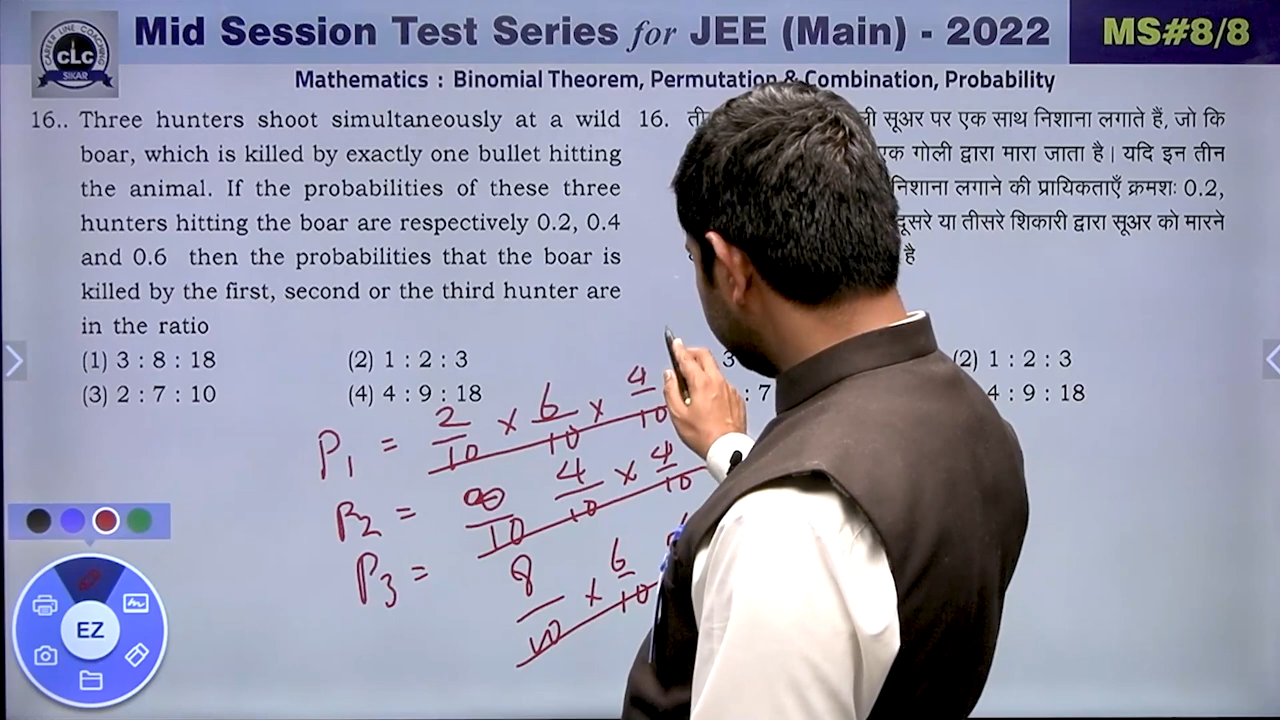 CAREER LINE COACHING
CLC
SIKAR
Mid Session Test Series for JEE (Main) - 2022
MS#8/8
Mathematics : Binomial Theorem, Permutation & Combination, Probability
16.. Three hunters shoot simultaneously at a wild
boar, which is killed by exactly one bullet hitting
the animal. If the probabilities of these three
hunters hitting the boar are respectively 0.2, 0.4
and 0.6 then the probabilities that the boar is
killed by the first, second or the third hunter are
in the ratio
(1) 3 : 8 : 18 (2) 1 : 2 : 3
(3) 2 : 7 : 10 (4) 4 : 9 : 18
16. सूअर पर एक साथ निशाना लगाते हैं, जो कि
एक गोली द्वारा मारा जाता है। यदि इन तीन
निशाना लगाने की प्रायिकताएँ क्रमशः 0.2,
दूसरे या तीसरे शिकारी द्वारा सूअर को मारने
है
3 (2) 1 : 2 : 3
: 7 4 : 9 : 18
P1 = 2/10 × 6/10 × 4/10
P2 = 8/10 4/10 × 4/10
P3 = 8/10 × 6/10
EZ